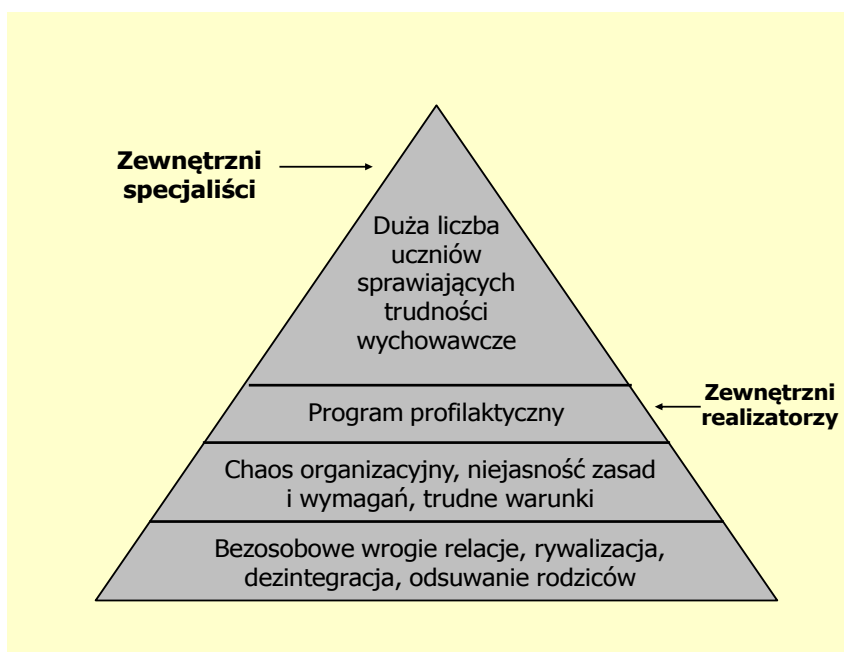 Zewnętrzni
specjaliści
Duża liczba
uczniów
sprawiających
trudności
wychowawcze
Zewnętrzni
realizatorzy
Program profilaktyczny
Chaos organizacyjny, niejasność zasad
i wymagań, trudne warunki
Bezosobowe wrogie relacje, rywalizacja,
dezintegracja, odsuwanie rodziców